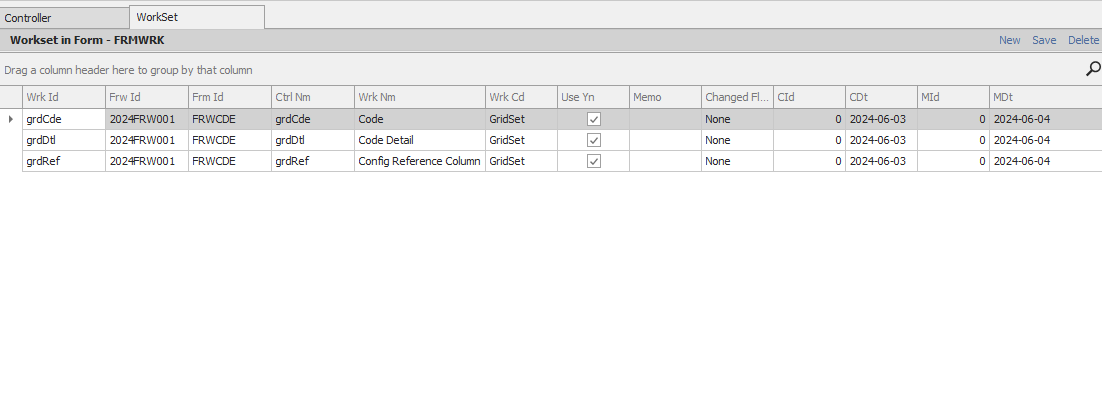 Controller WorkSet
Workset in Form - FRMWRK New Save Delete
Drag a column header here to group by that column
Wrk Id Frw Id Frm Id Ctrl Nm Wrk Nm Wrk Cd Use Yn Memo Changed Fl... CId CDt MId MDt
grdCde 2024FRW001 FRWCDE grdCde Code GridSet None 0 2024-06-03 0 2024-06-04
grdDtl 2024FRW001 FRWCDE grdDtl Code Detail GridSet None 0 2024-06-03 0 2024-06-04
grdRef 2024FRW001 FRWCDE grdRef Config Reference Column GridSet None 0 2024-06-03 0 2024-06-04